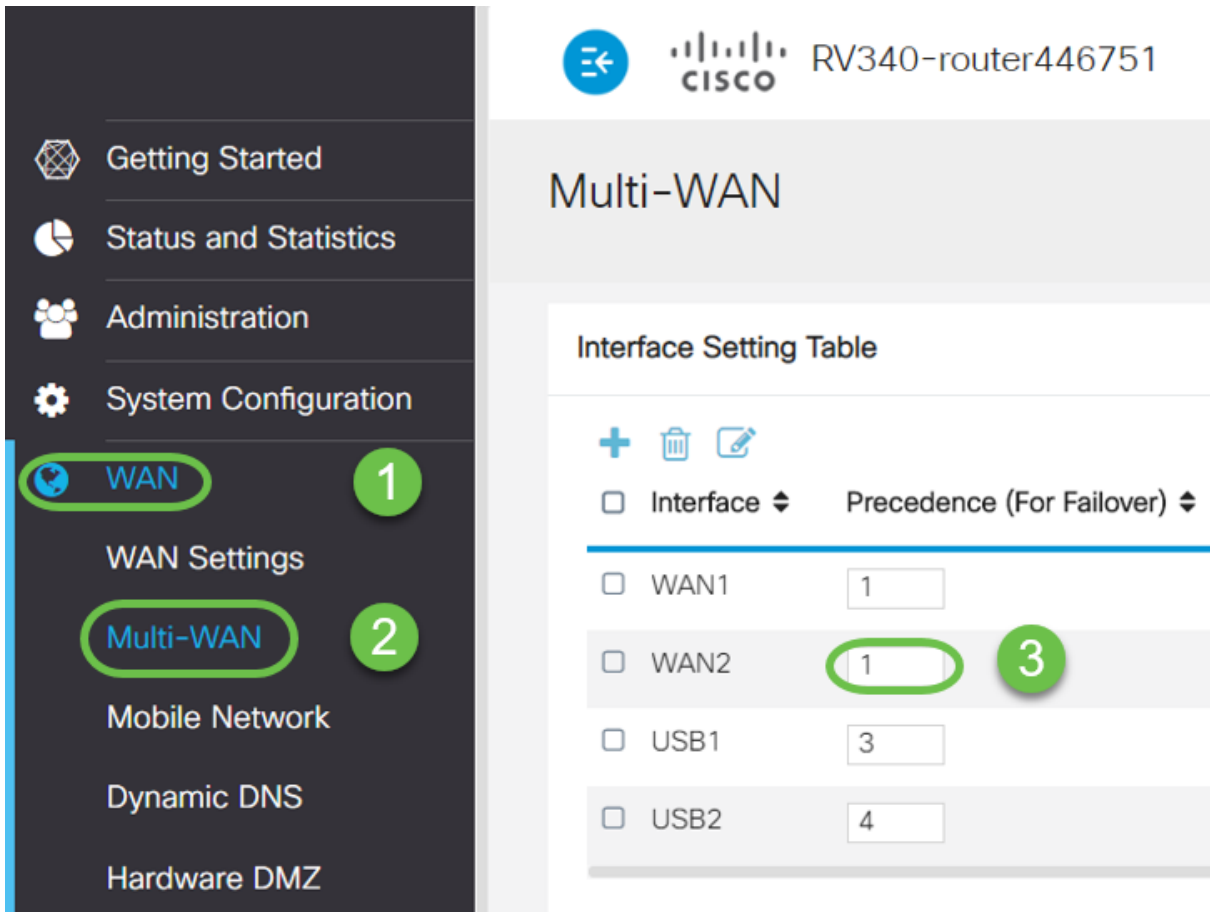 CISCO RV340-router446751
Getting Started
Status and Statistics
Administration
System Configuration
WAN 1
WAN Settings
Multi-WAN 2
Mobile Network
Dynamic DNS
Hardware DMZ
Multi-WAN
Interface Setting Table
Interface Precedence (For Failover)
WAN1 1
WAN2 1 3
USB1 3
USB2 4